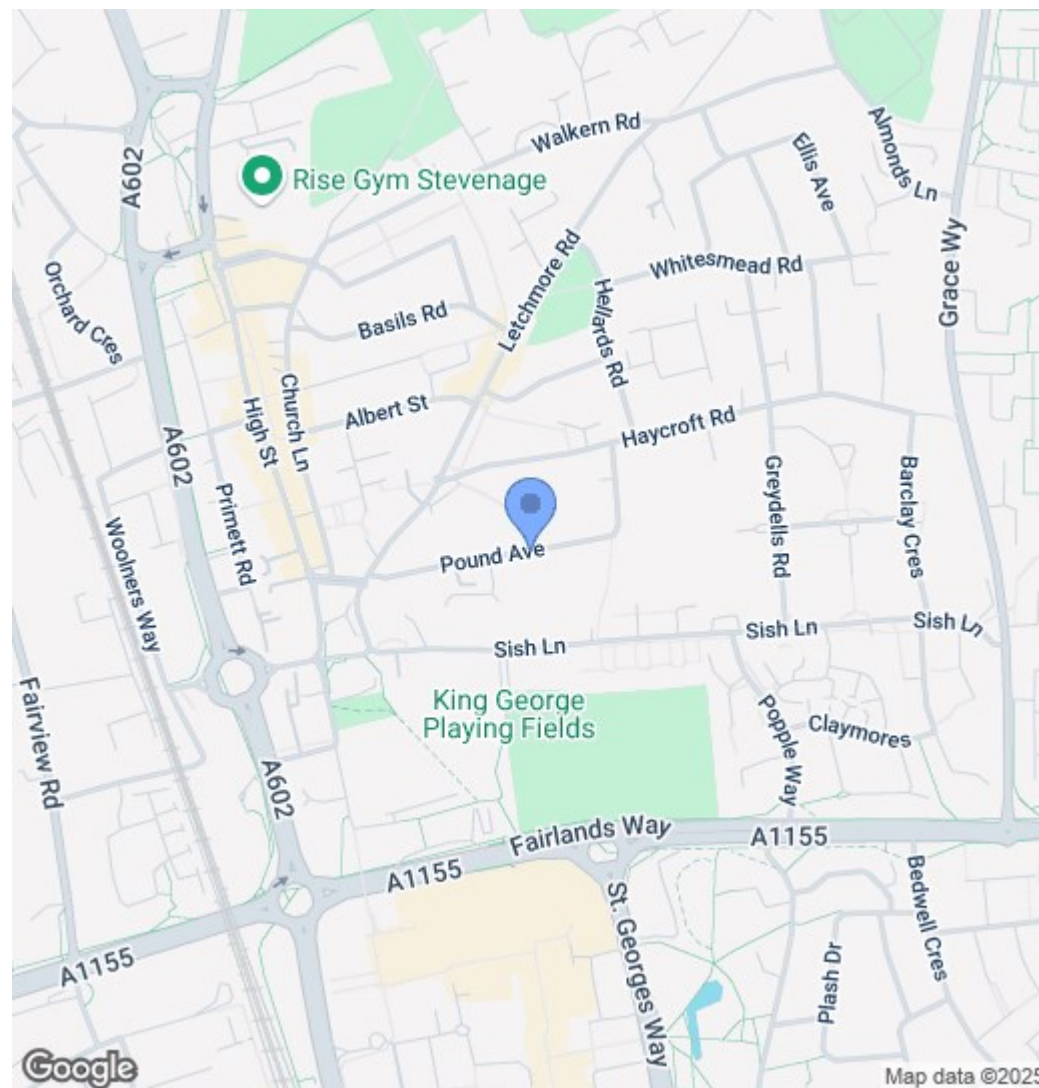 Walkern Rd
A602
Rise Gym Stevenage
Ellis Ave
Almonds Ln
Orchard Cres
Letchmore Rd
Whitesmead Rd
Grace Wy
Basils Rd
Hellards Rd
Church Ln
High St
Albert St
A602
Haycroft Rd
Primett Rd
Woolners Way
Greydells Rd
Barclay Cres
Pound Ave
Sish Ln
Sish Ln
Sish Ln
Fairview Rd
King George
Playing Fields
Popple Way
Claymores
A602
Fairlands Way
A1155
A1155
St. Georges Way
Bedwell Cres
A1155
Plash Dr
Google
Map data ©2025